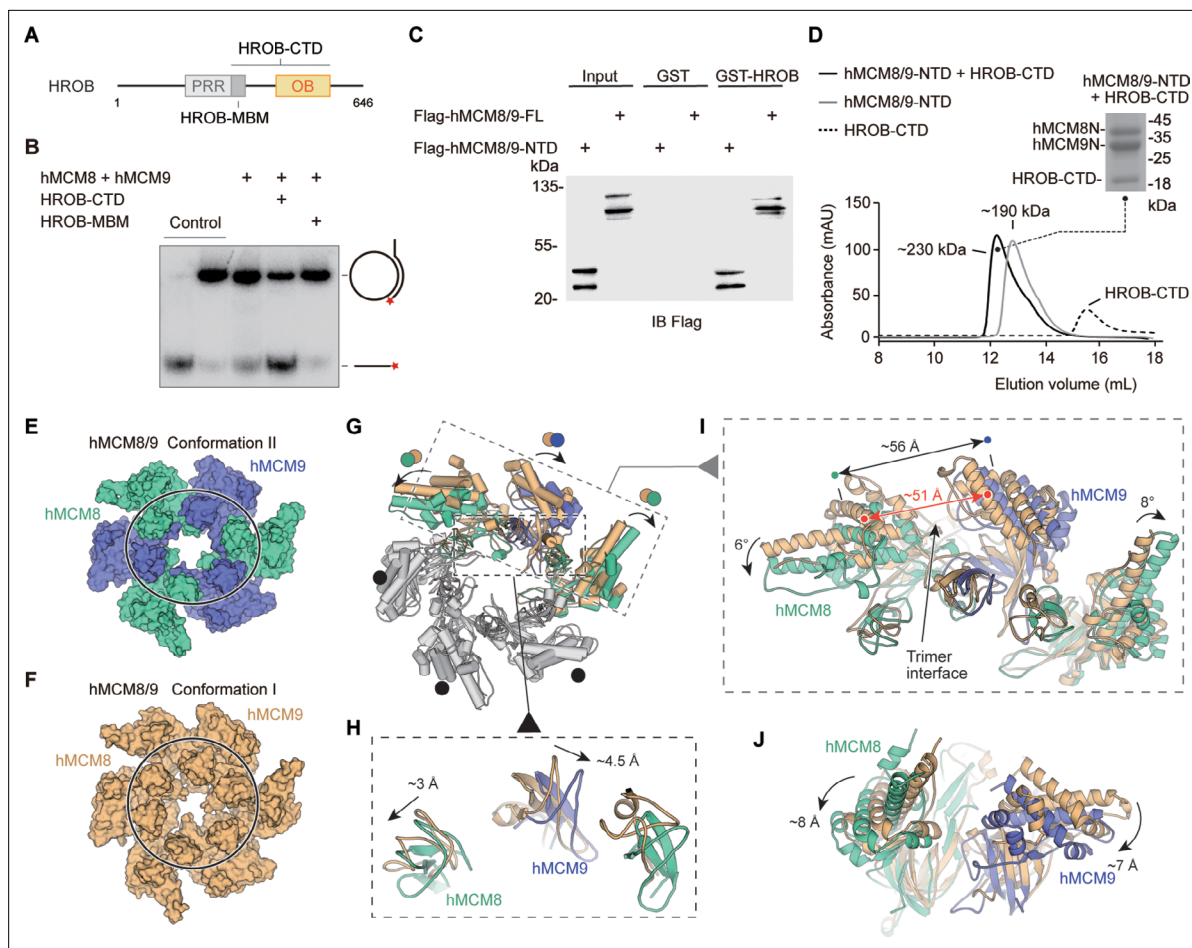 A
HROB-CTD
HROB
PRR
OB
1
646
HROB-MBM
B
hMCM8 + hMCM9 + + +
HROB-CTD +
HROB-MBM +
Control
C
Input GST GST-HROB
Flag-hMCM8/9-FL + + +
Flag-hMCM8/9-NTD + + +
kDa
135-
55-
20-
IB Flag
D
hMCM8/9-NTD + HROB-CTD
hMCM8/9-NTD
HROB-CTD
hMCM8/9-NTD
+ HROB-CTD
hMCM8N-
hMCM9N-
HROB-CTD-
-45
-35
-25
-18
kDa
~190 kDa
~230 kDa
HROB-CTD
Absorbance (mAU)
150
100
50
0
8 10 12 14 16 18
Elution volume (mL)
E
hMCM8/9 Conformation II
hMCM9
hMCM8
F
hMCM8/9 Conformation I
hMCM9
hMCM8
G
H
~3 Å
~4.5 Å
hMCM9
hMCM8
I
~56 Å
~51 Å
hMCM9
8°
6°
hMCM8
Trimer
interface
J
hMCM8
~8 Å
~7 Å
hMCM9